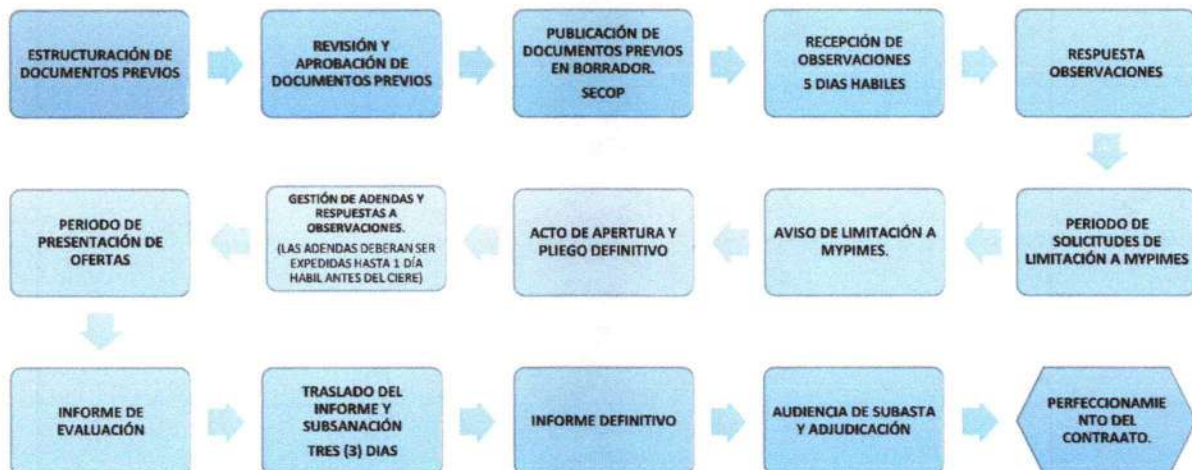 ESTRUCTURACIÓN DE
DOCUMENTOS PREVIOS
REVISIÓN Y
APROBACIÓN DE
DOCUMENTOS PREVIOS
PUBLICACIÓN DE
DOCUMENTOS PREVIOS
EN BORRADOR.
SECOP
RECEPCIÓN DE
OBSERVACIONES
5 DIAS HABILES
RESPUESTA
OBSERVACIONES
PERIODO DE
SOLICITUDES DE
LIMITACIÓN A MYPIMES
AVISO DE LIMITACIÓN A
MYPIMES.
ACTO DE APERTURA Y
PLIEGO DEFINITIVO
GESTIÓN DE ADENDAS Y
RESPUESTAS A
OBSERVACIONES.
(LAS ADENDAS DEBERAN SER
EXPEDIDAS HASTA 1 DÍA
HABIL ANTES DEL CIERE)
PERIODO DE
PRESENTACIÓN DE
OFERTAS
INFORME DE
EVALUACIÓN
TRASLADO DEL
INFORME Y
SUBSANACIÓN
TRES (3) DIAS
INFORME DEFINITIVO
AUDIENCIA DE SUBASTA
Y ADJUDICACIÓN
PERFECCIONAMIE
NTO DEL
CONTRAATO.